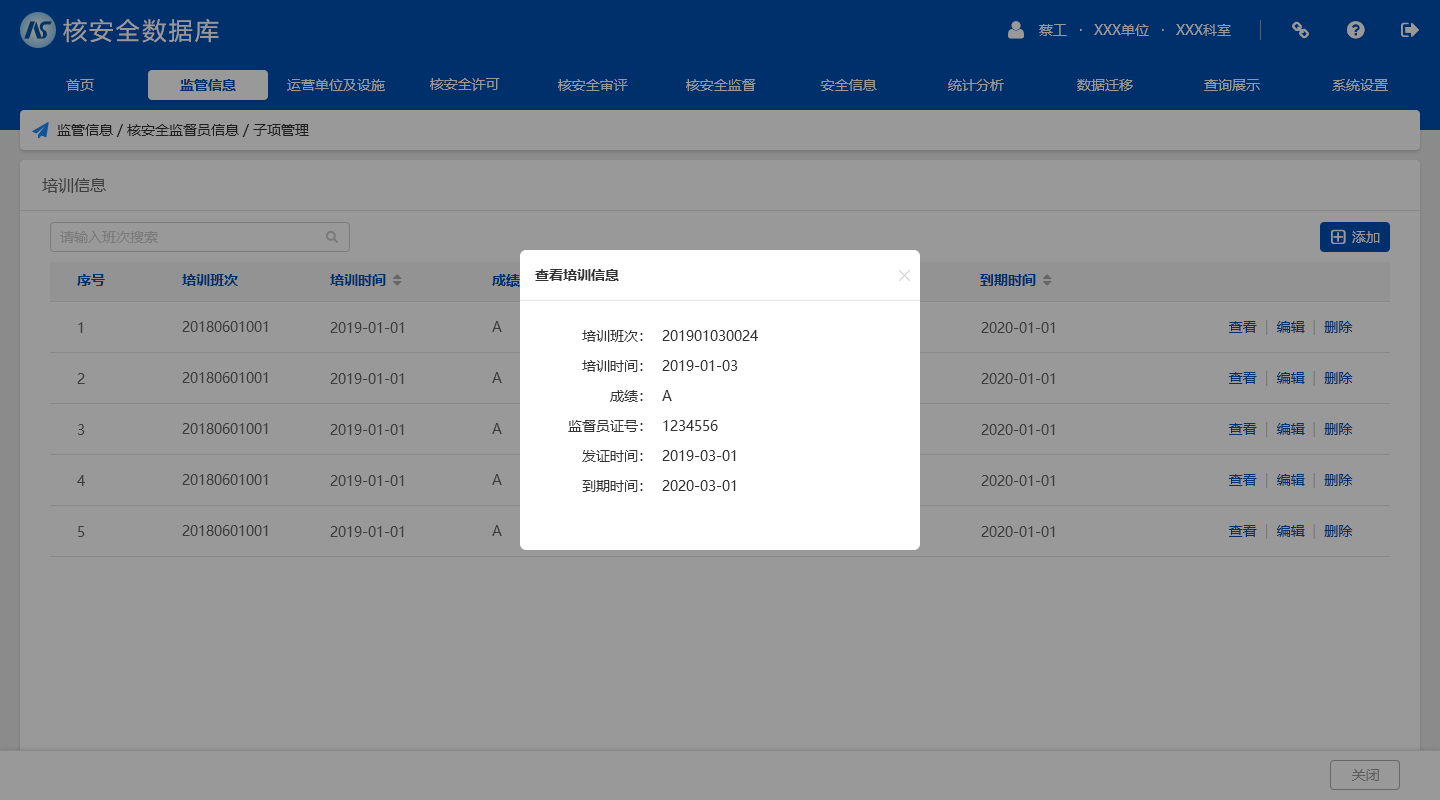 核安全数据库
蔡工 · XXX单位 · XXX科室
首页 监管信息 运营单位及设施 核安全许可 核安全审评 核安全监督 安全信息 统计分析 数据迁移 查询展示 系统设置
监管信息 / 核安全监督员信息 / 子项管理
培训信息
请输入班次搜索 添加
序号 培训班次 培训时间 成绩 到期时间
1 20180601001 2019-01-01 A 2020-01-01 查看 | 编辑 | 删除
2 20180601001 2019-01-01 A 2020-01-01 查看 | 编辑 | 删除
3 20180601001 2019-01-01 A 2020-01-01 查看 | 编辑 | 删除
4 20180601001 2019-01-01 A 2020-01-01 查看 | 编辑 | 删除
5 20180601001 2019-01-01 A 2020-01-01 查看 | 编辑 | 删除
查看培训信息
培训班次： 201901030024
培训时间： 2019-01-03
成绩： A
监督员证号： 1234556
发证时间： 2019-03-01
到期时间： 2020-03-01
关闭